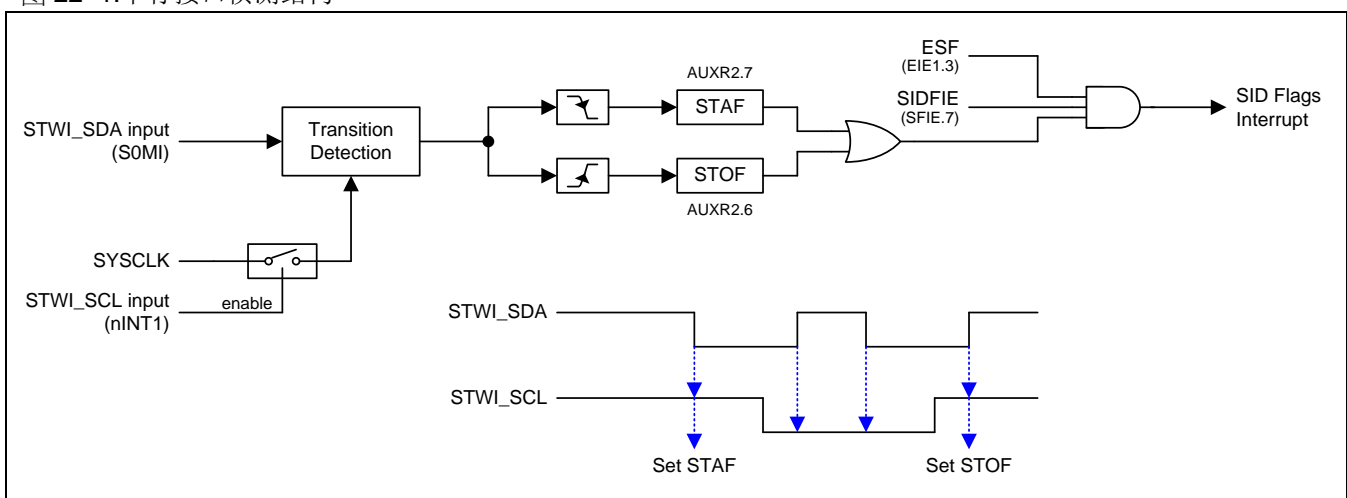 ESF
(EIE1.3)
AUXR2.7
SIDFIE
(SFIE.7)
SID Flags
Interrupt
STAF
STWI_SDA input
(S0MI)
Transition
Detection
STOF
AUXR2.6
SYSCLK
STWI_SCL input
(nINT1)
enable
STWI_SDA
STWI_SCL
Set STAF
Set STOF